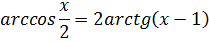 arccos x/2 = 2arctg(x − 1)